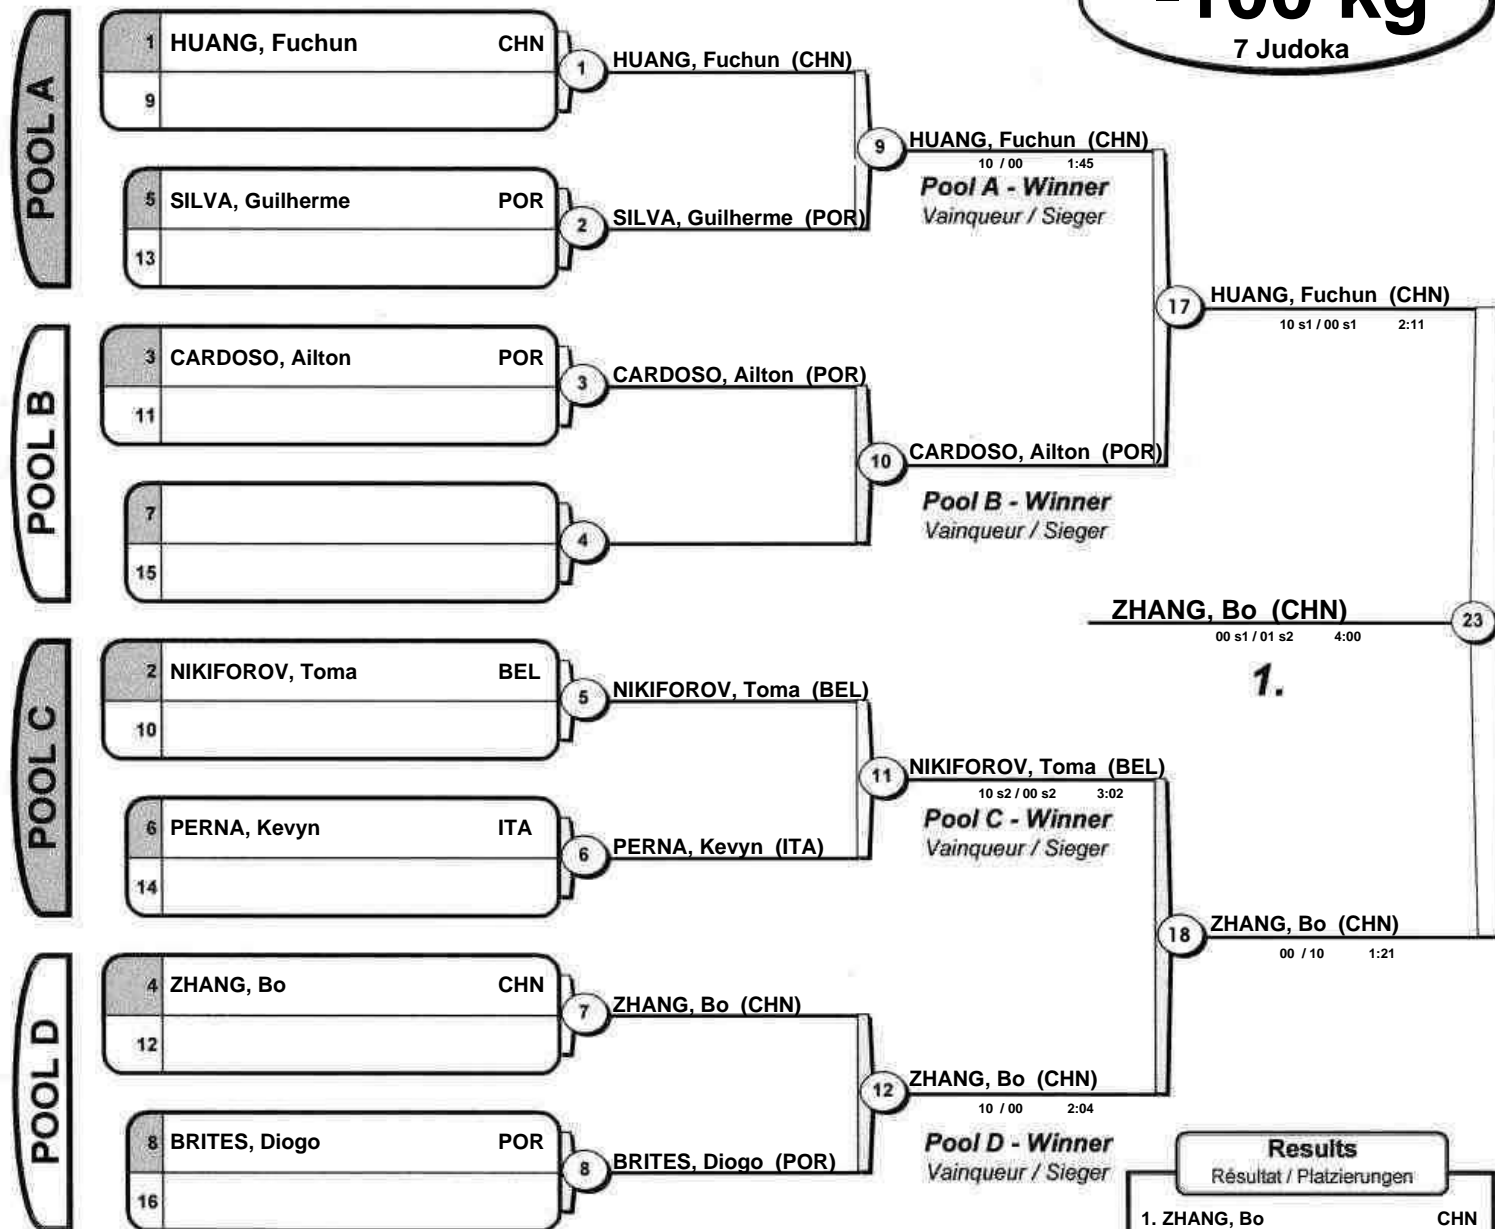 -100 kg
7 Judoka
POOL A
1 HUANG, Fuchun CHN
9
1
HUANG, Fuchun (CHN)
5 SILVA, Guilherme POR
13
2
SILVA, Guilherme (POR)
9
HUANG, Fuchun (CHN)
10 / 00 1:45
Pool A - Winner
Vainqueur / Sieger
POOL B
3 CARDOSO, Ailton POR
11
3
CARDOSO, Ailton (POR)
7
15
4
10
CARDOSO, Ailton (POR)
Pool B - Winner
Vainqueur / Sieger
17
HUANG, Fuchun (CHN)
10 s1 / 00 s1 2:11
ZHANG, Bo (CHN)
00 s1 / 01 s2 4:00
1.
23
POOL C
2 NIKIFOROV, Toma BEL
10
5
NIKIFOROV, Toma (BEL)
6 PERNA, Kevyn ITA
14
6
PERNA, Kevyn (ITA)
11
NIKIFOROV, Toma (BEL)
10 s2 / 00 s2 3:02
Pool C - Winner
Vainqueur / Sieger
POOL D
4 ZHANG, Bo CHN
12
7
ZHANG, Bo (CHN)
8 BRITES, Diogo POR
16
8
BRITES, Diogo (POR)
12
ZHANG, Bo (CHN)
10 / 00 2:04
Pool D - Winner
Vainqueur / Sieger
18
ZHANG, Bo (CHN)
00 / 10 1:21
Results
Résultat / Platzierungen
1. ZHANG, Bo CHN